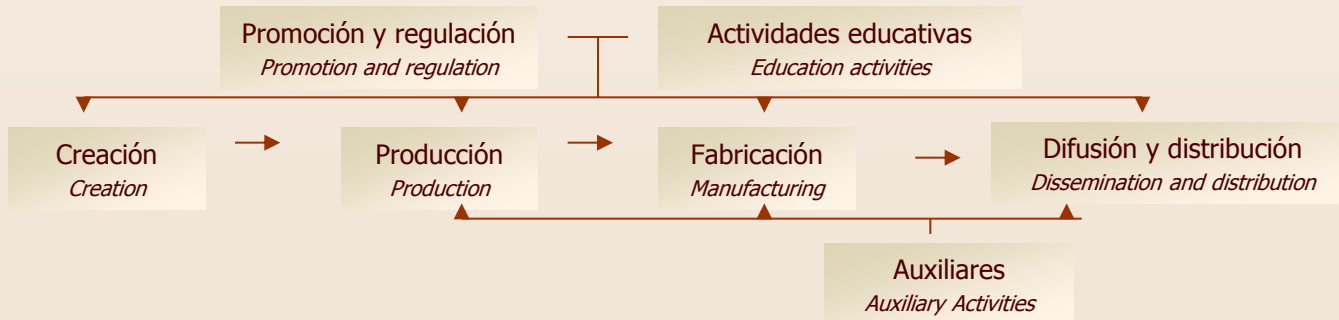 Promoción y regulación
Promotion and regulation
Actividades educativas
Education activities
Creación
Creation
Producción
Production
Fabricación
Manufacturing
Difusión y distribución
Dissemination and distribution
Auxiliares
Auxiliary Activities